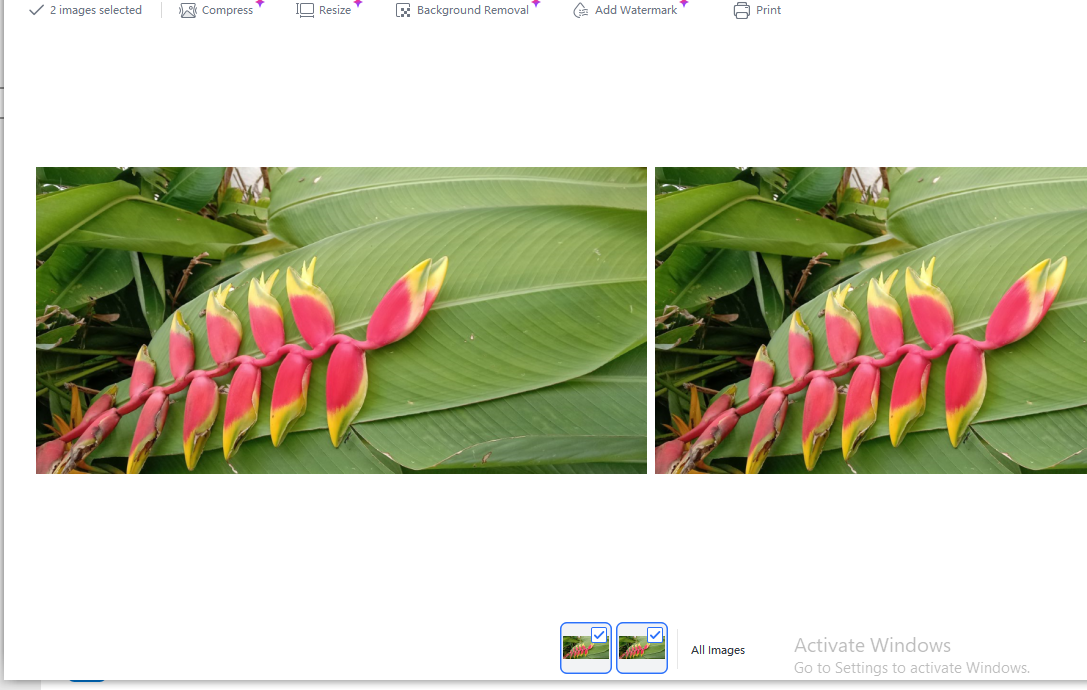 2 images selected
Compress
Resize
Background Removal
Add Watermark
Print
All Images
Activate Windows
Go to Settings to activate Windows.